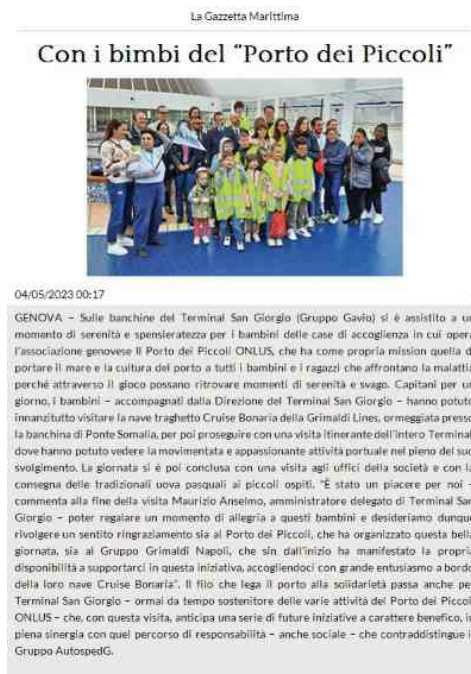 La Gazzetta Marittima
Con i bimbi del "Porto dei Piccoli"
04/05/2023 00:17
GENOVA – Sulle banchine del Terminal San Giorgio (Gruppo Gavio) si è assistito a un
momento di serenità e spensieratezza per i bambini delle case di accoglienza in cui opera
l'associazione genovese Il Porto dei Piccoli ONLUS, che ha come propria mission quella d
portare il mare e la cultura del porto a tutti i bambini e i ragazzi che affrontano la malattia
perché attraverso il gioco possano ritrovare momenti di serenità e svago. Capitani per un
giorno, i bambini – accompagnati dalla Direzione del Terminal San Giorgio – hanno potuto
innanzitutto visitare la nave traghetto Cruise Bonaria della Grimaldi Lines, ormeggiata presso
la banchina di Ponte Somalia, per poi proseguire con una visita itinerante dell'intero Terminal
dove hanno potuto vedere la movimentata e appassionante attività portuale nel pieno del suo
svolgimento. La giornata si è poi conclusa con una visita agli uffici della società e con la
consegna delle tradizionali uova pasquali ai piccoli ospiti. "È stato un piacere per noi –
commenta alla fine della visita Maurizio Anselmo, amministratore delegato di Terminal San
Giorgio – poter regalare un momento di allegria a questi bambini e desideriamo dunque
rivolgere un sentito ringraziamento sia al Porto dei Piccoli, che ha organizzato questa bella
giornata, sia al Gruppo Grimaldi Napoli, che sin dall'inizio ha manifestato la propria
disponibilità a supportarci in questa iniziativa, accogliendoci con grande entusiasmo a bordo
della loro nave Cruise Bonaria". Il filo che lega il porto alla solidarietà passa anche pe
Terminal San Giorgio – ormai da tempo sostenitore delle varie attività del Porto dei Piccoli
ONLUS – che, con questa visita, anticipa una serie di future iniziative a carattere benefico, in
piena sinergia con quel percorso di responsabilità – anche sociale – che contraddistingue i
Gruppo AutospedG.